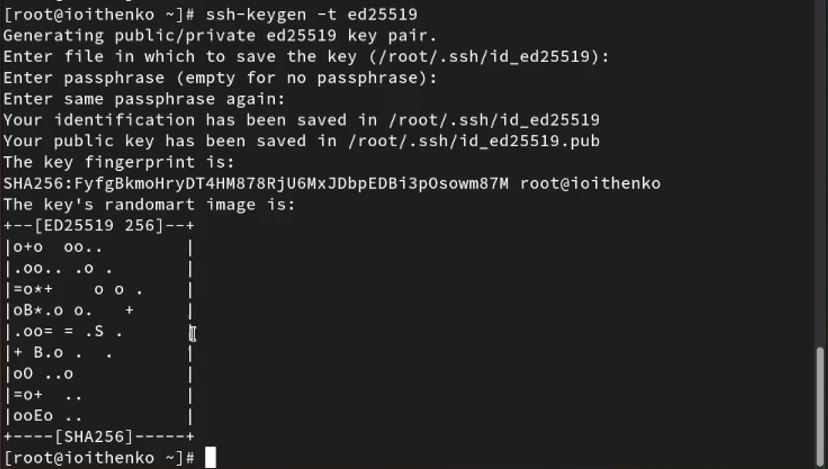 [root@ioithenko ~]# ssh-keygen -t ed25519
Generating public/private ed25519 key pair.
Enter file in which to save the key (/root/.ssh/id_ed25519):
Enter passphrase (empty for no passphrase):
Enter same passphrase again:
Your identification has been saved in /root/.ssh/id_ed25519
Your public key has been saved in /root/.ssh/id_ed25519.pub
The key fingerprint is:
SHA256:FyfgBkmoHryDT4HM878RjU6MxJDbpEDBi3pOsowm87M root@ioithenko
The key's randomart image is:
+--[ED25519 256]--+
|o+o  oo..        |
|.oo.. .o .       |
|=o*+    o o .    |
|oB*.o o.   +     |
|.oo= = .S .      |
|+ B.o .  .       |
|oO ..o           |
|=o+  ..          |
|ooEo ..          |
+----[SHA256]-----+
[root@ioithenko ~]#